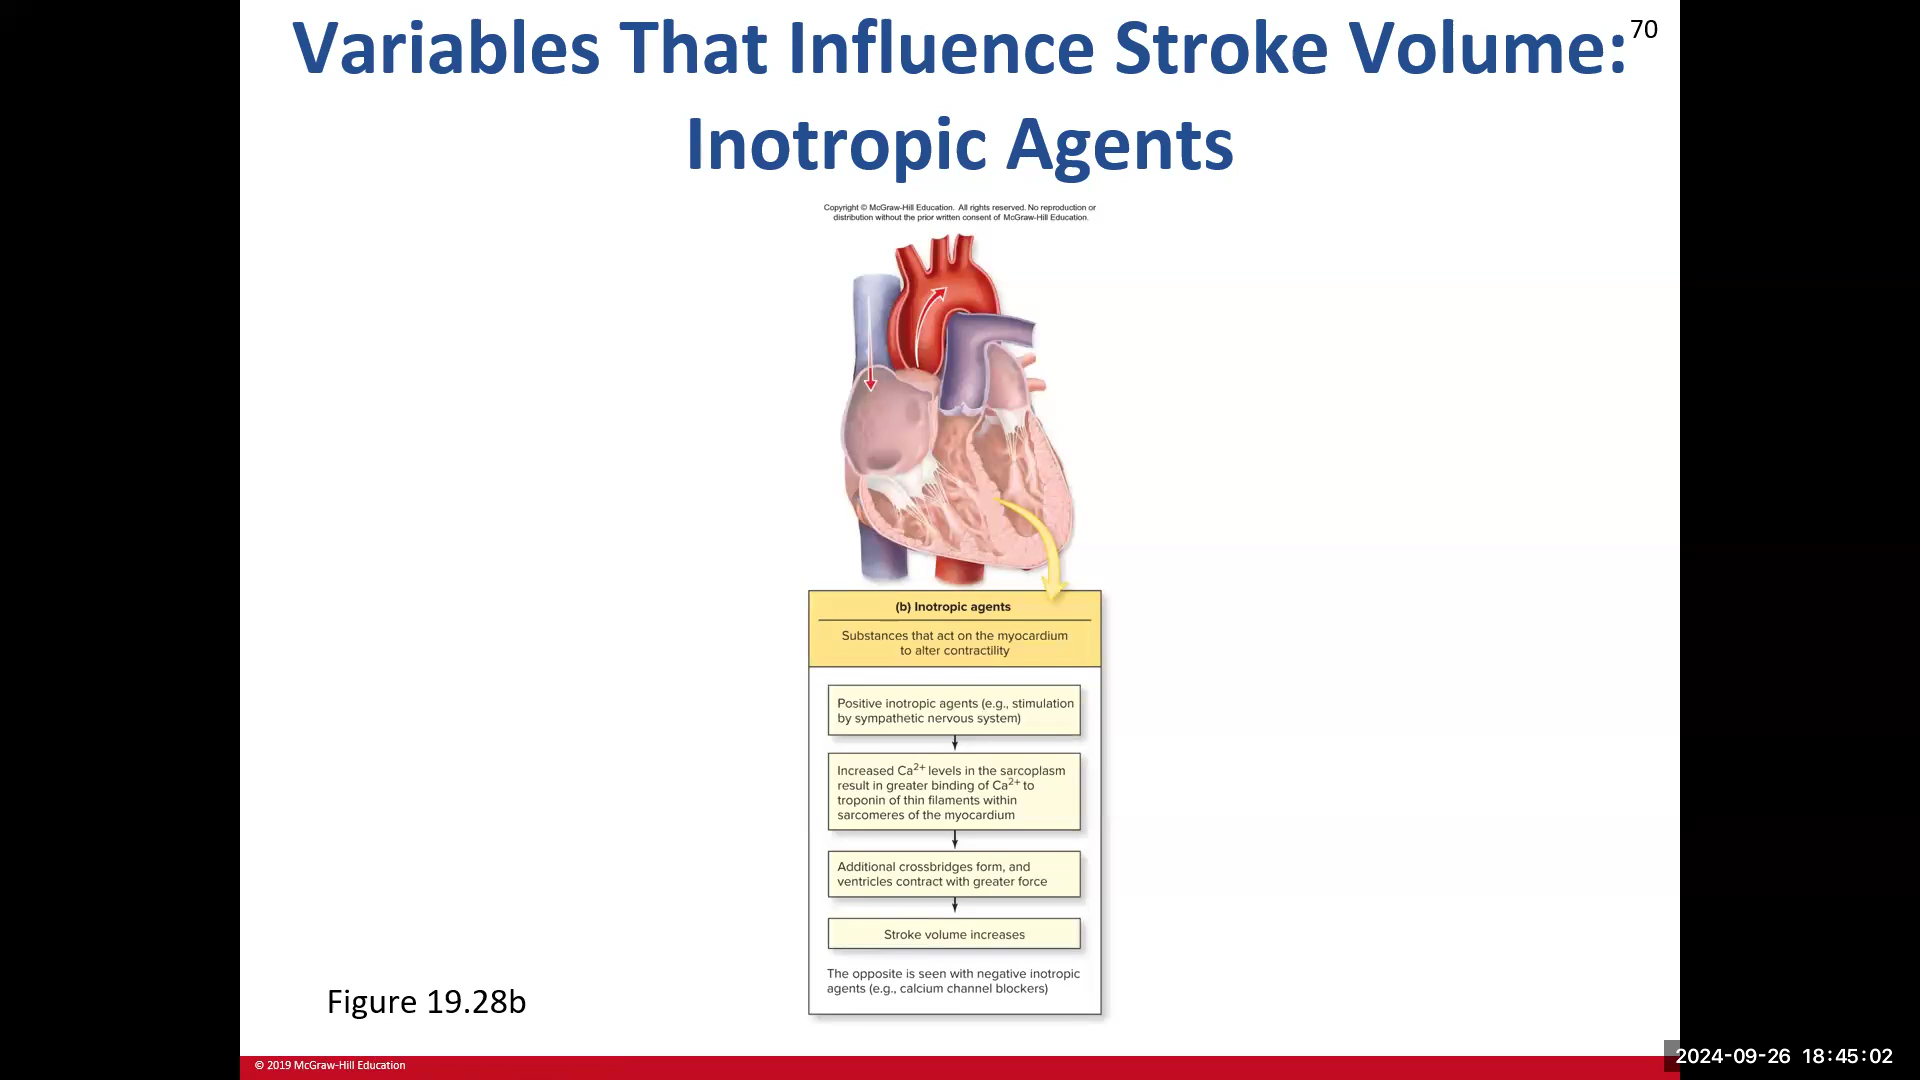 Variables That Influence Stroke Volume:
70
Inotropic Agents
Copyright © McGraw-Hill Education. All rights reserved. No reproduction or
distribution without the prior written consent of McGraw-Hill Education.
(b) Inotropic agents
Substances that act on the myocardium
to alter contractility
Positive inotropic agents (e.g., stimulation
by sympathetic nervous system)
Increased Ca²⁺ levels in the sarcoplasm
result in greater binding of Ca²⁺ to
troponin of thin filaments within
sarcomeres of the myocardium
Additional crossbridges form, and
ventricles contract with greater force
Stroke volume increases
The opposite is seen with negative inotropic
agents (e.g., calcium channel blockers)
Figure 19.28b
© 2019 McGraw-Hill Education
2024-09-26 18:45:02